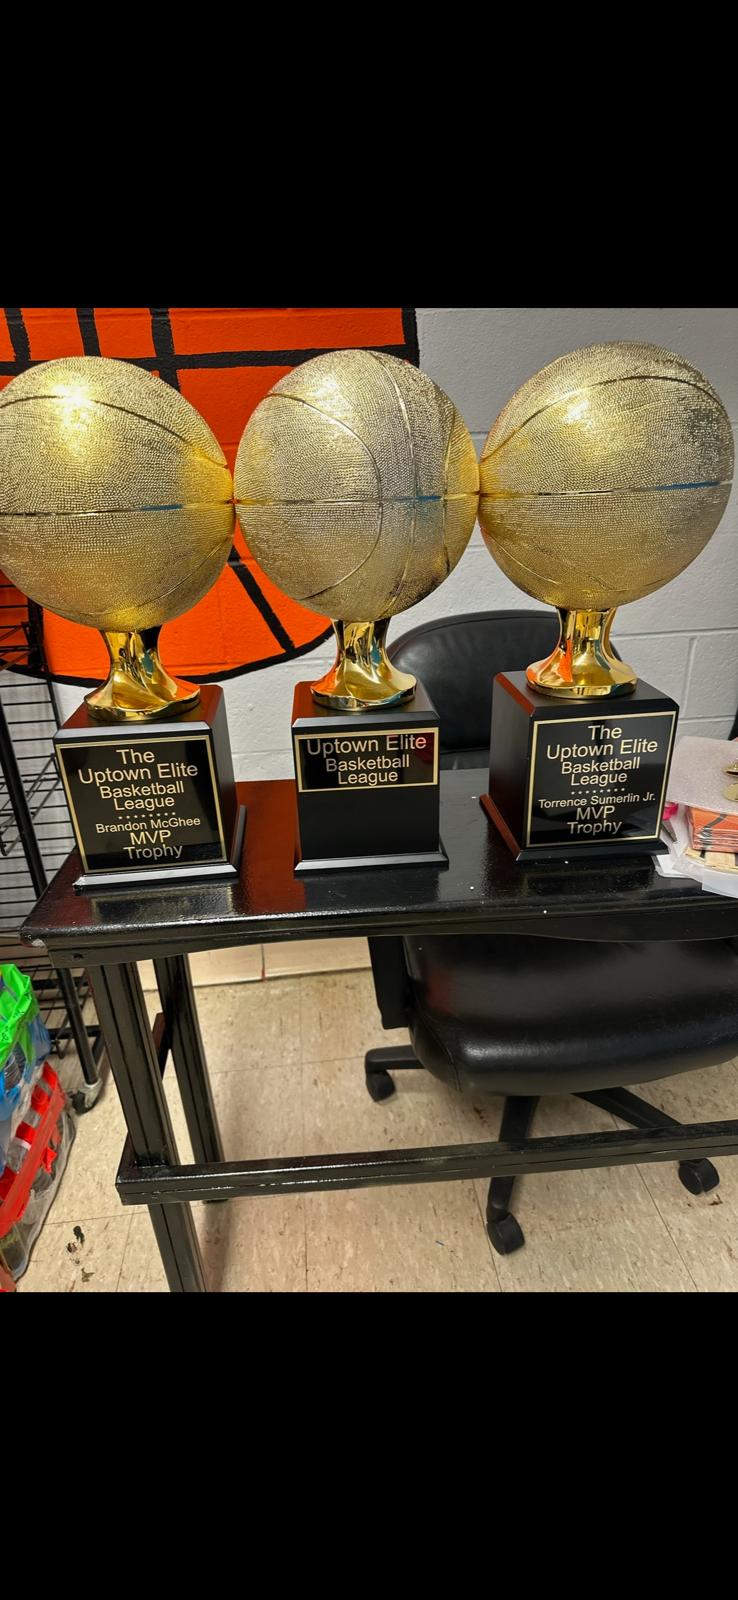 The
Uptown Elite
Basketball
League
Brandon McGhee
MVP
Trophy
Uptown Elite
Basketball
League
The
Uptown Elite
Basketball
League
Torrence Sumerlin Jr.
MVP
Trophy